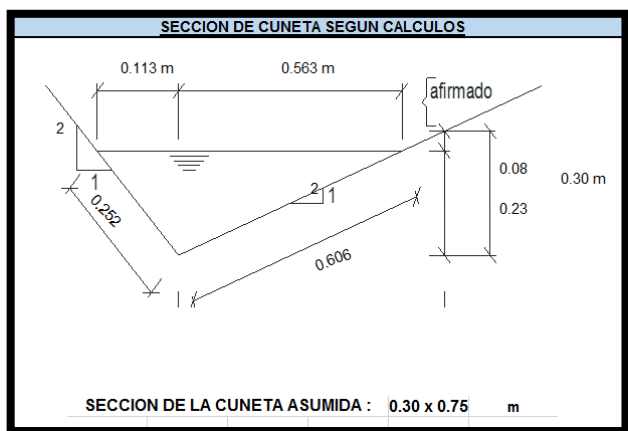 SECCION DE CUNETA SEGUN CALCULOS
0.113 m
0.563 m
afirmado
2
1
0.252
2
1
0.606
0.08
0.23
0.30 m
SECCION DE LA CUNETA ASUMIDA : 0.30 x 0.75 m